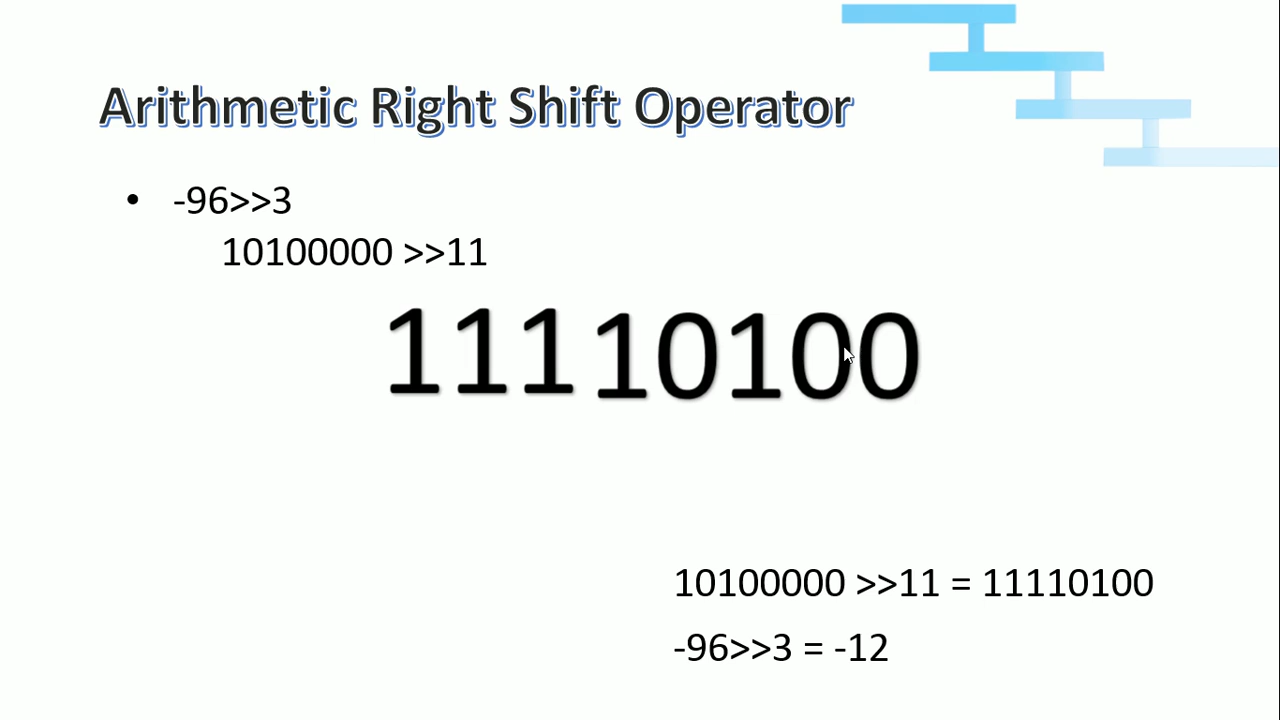 Arithmetic Right Shift Operator
• -96>>3
10100000 >>11
11110100
10100000 >>11 = 11110100
-96>>3 = -12